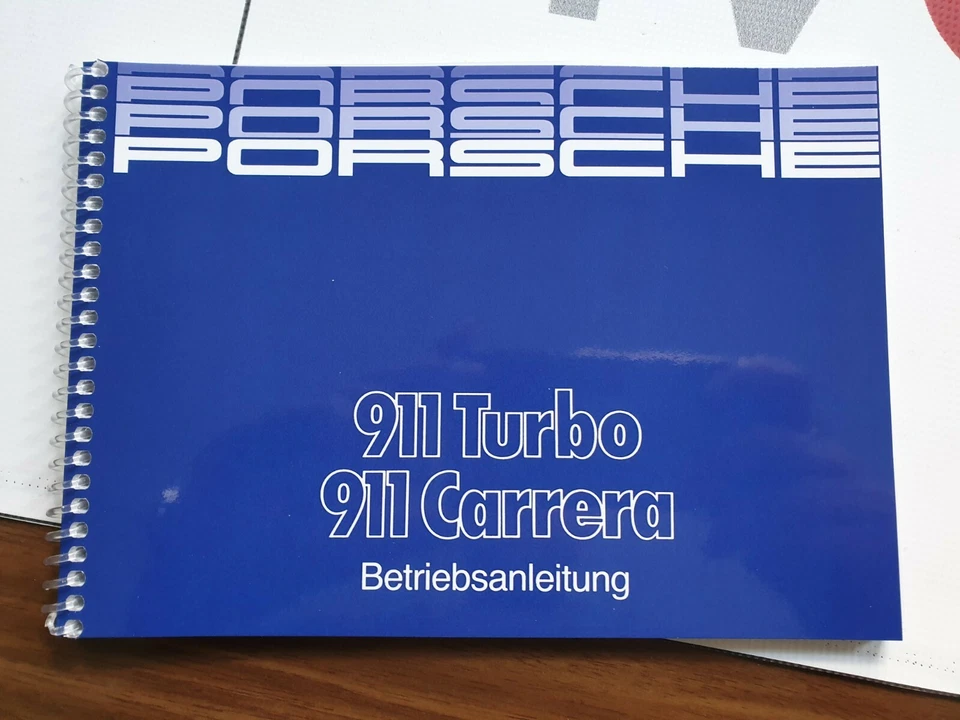 PORSCHE
PORSCHE
PORSCHE
911 Turbo
911 Carrera
Betriebsanleitung